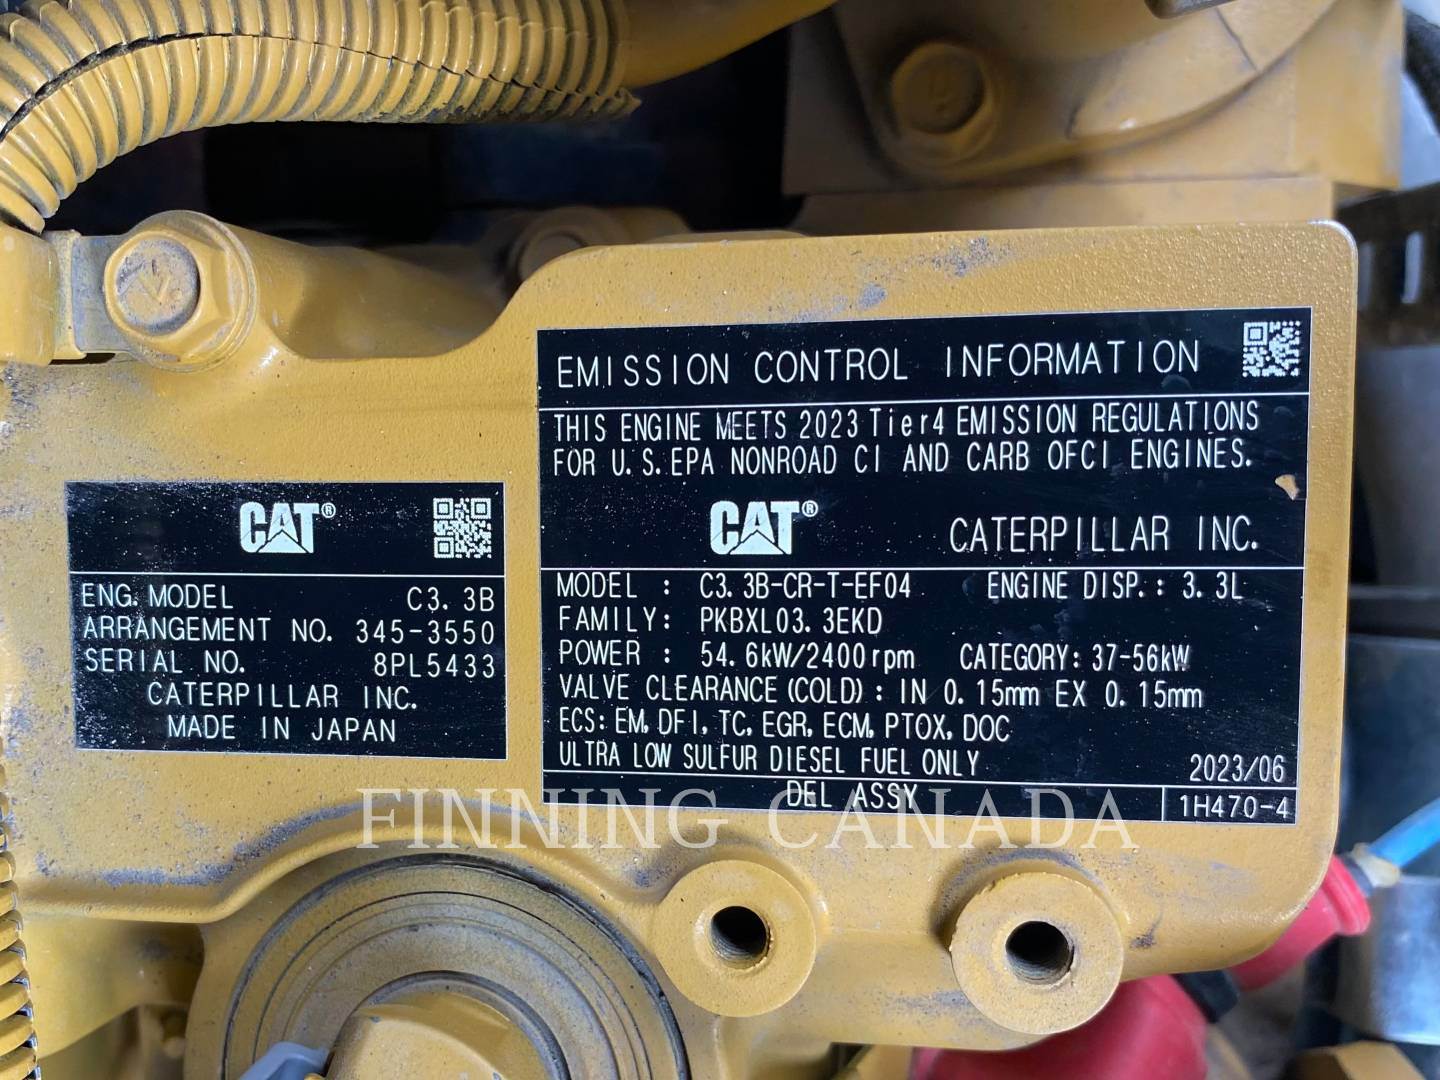 CAT®
ENG. MODEL C3.3B
ARRANGEMENT NO. 345-3550
SERIAL NO. 8PL5433
CATERPILLAR INC.
MADE IN JAPAN
EMISSION CONTROL INFORMATION
THIS ENGINE MEETS 2023 Tier4 EMISSION REGULATIONS
FOR U.S. EPA NONROAD CI AND CARB OFCI ENGINES.
CAT® CATERPILLAR INC.
MODEL : C3.3B-CR-T-EF04 ENGINE DISP.: 3.3L
FAMILY: PKBXL03.3EKD
POWER : 54.6kW/2400rpm CATEGORY: 37-56kW
VALVE CLEARANCE (COLD) : IN 0.15mm EX 0.15mm
ECS: EM, DFI, TC, EGR, ECM, PTOX, DOC
ULTRA LOW SULFUR DIESEL FUEL ONLY 2023/06
DEL ASSY 1H470-4
FINNING CANADA